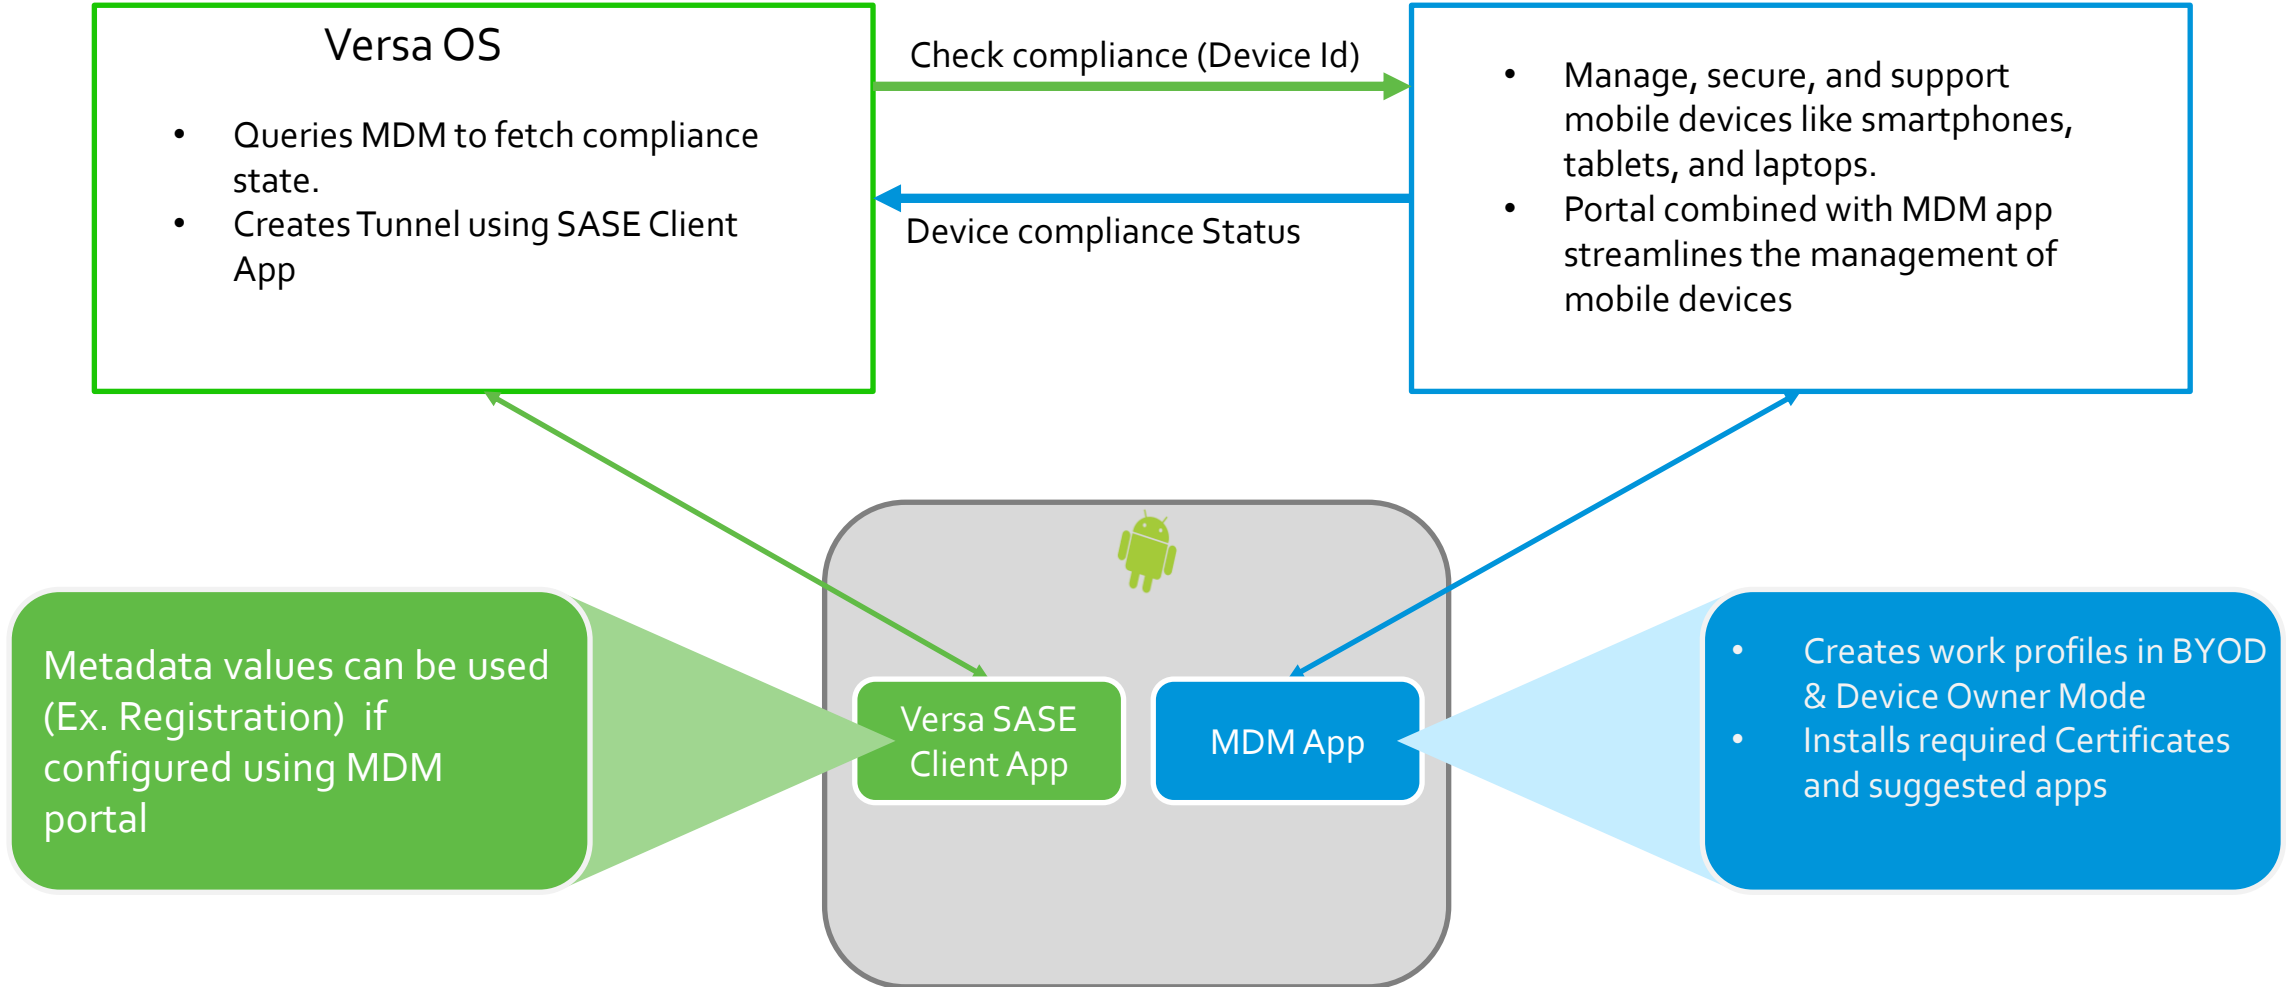 Versa OS
• Queries MDM to fetch compliance
state.
• Creates Tunnel using SASE Client
App
Check compliance (Device Id)
Device compliance Status
• Manage, secure, and support
mobile devices like smartphones,
tablets, and laptops.
• Portal combined with MDM app
streamlines the management of
mobile devices
Metadata values can be used
(Ex. Registration) if
configured using MDM
portal
Versa SASE
Client App
MDM App
• Creates work profiles in BYOD
& Device Owner Mode
• Installs required Certificates
and suggested apps